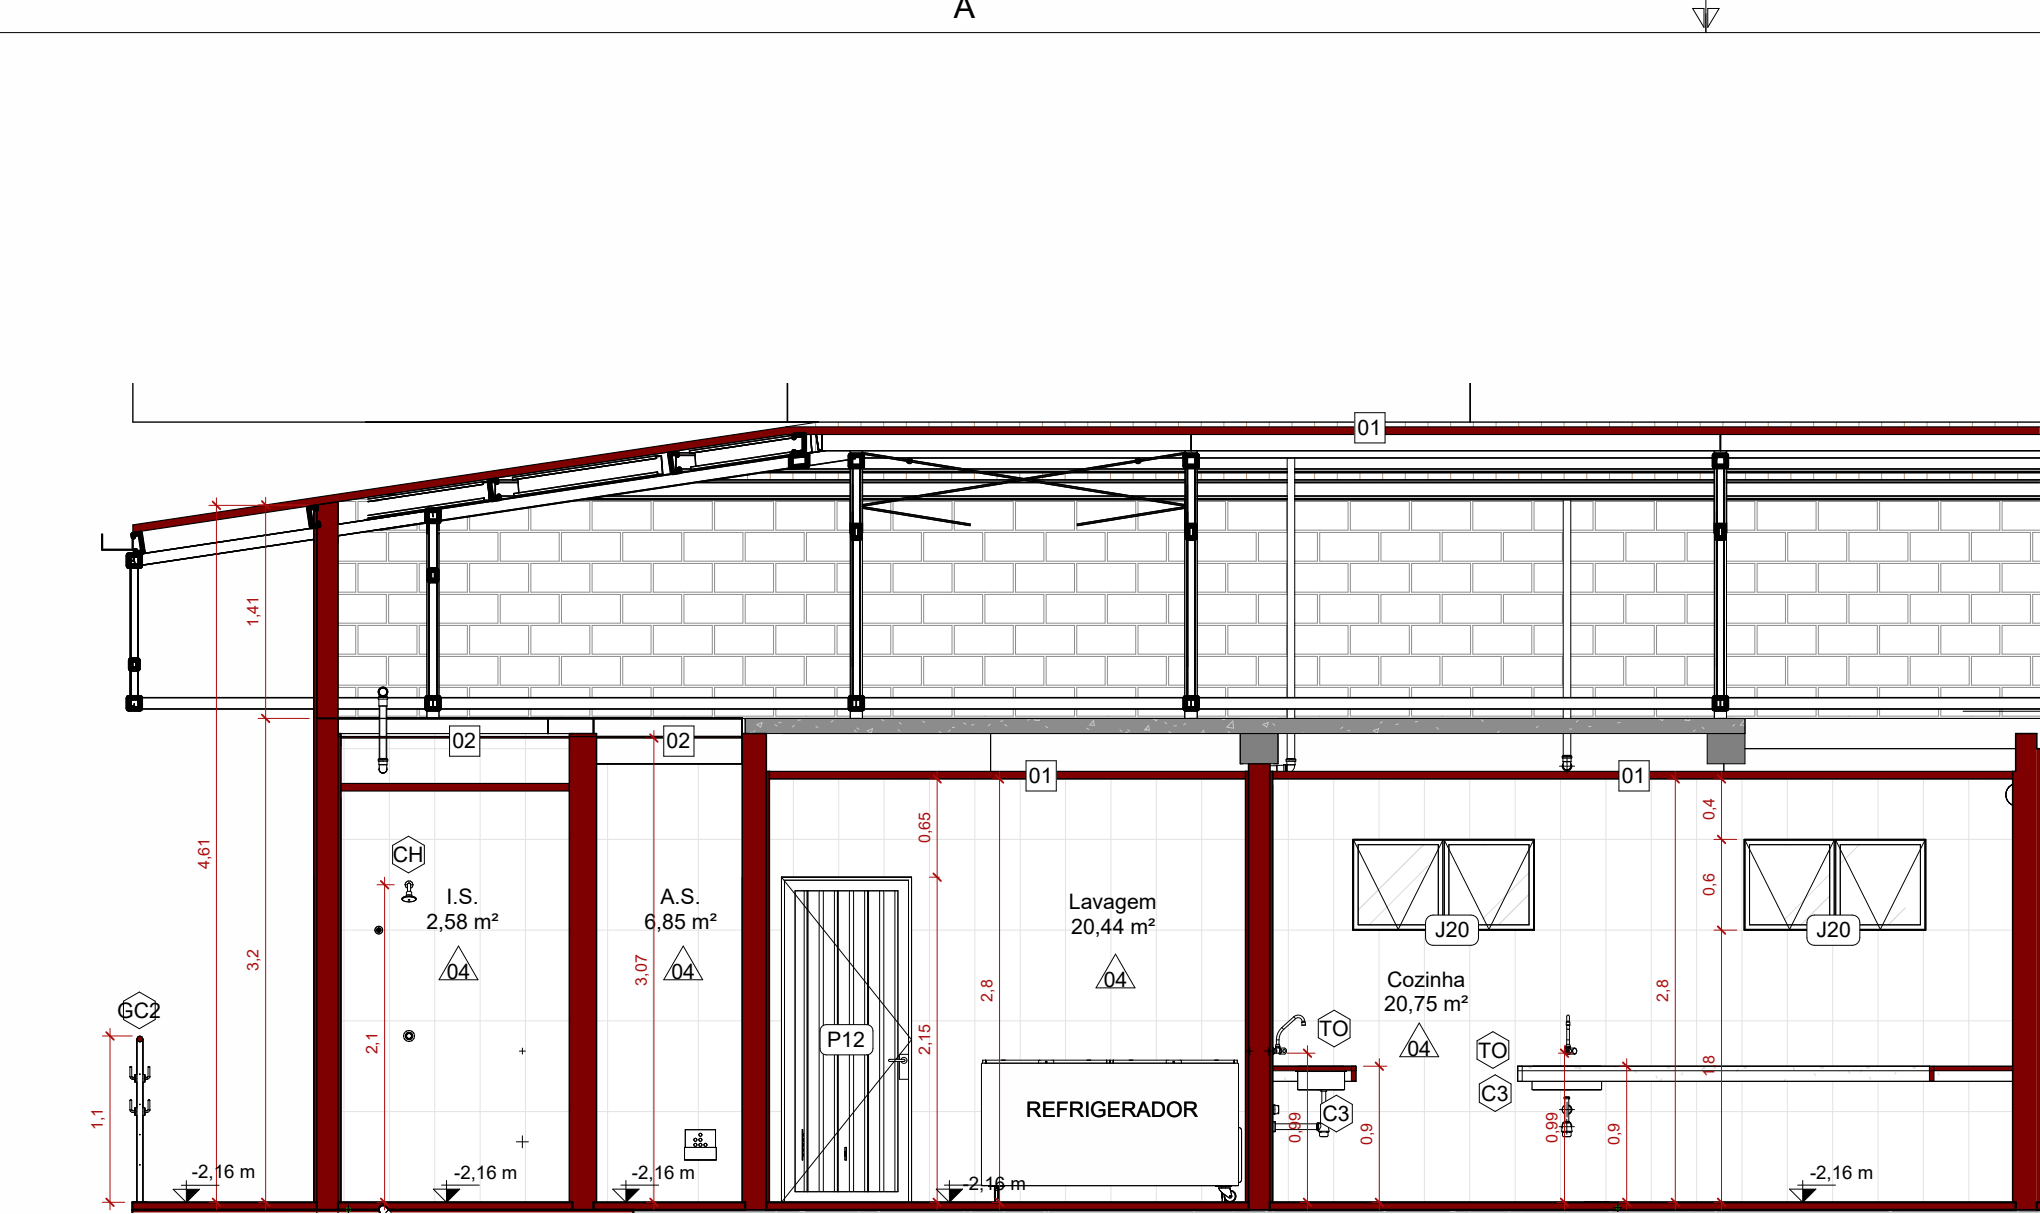 A
01
1,41
02
02
01
01
0,4
0,65
CH
4,61
I.S.
2,58 m²
04
A.S.
6,85 m²
04
Lavagem
20,44 m²
04
0,6
J20
J20
3,2
3,07
2,8
2,8
Cozinha
20,75 m²
04
GC2
2,1
P12
2,15
TO
TO
1,8
C3
C3
REFRIGERADOR
1,1
0,99
0,9
0,99
0,9
-2,16 m
-2,16 m
-2,16 m
-2,16 m
-2,16 m